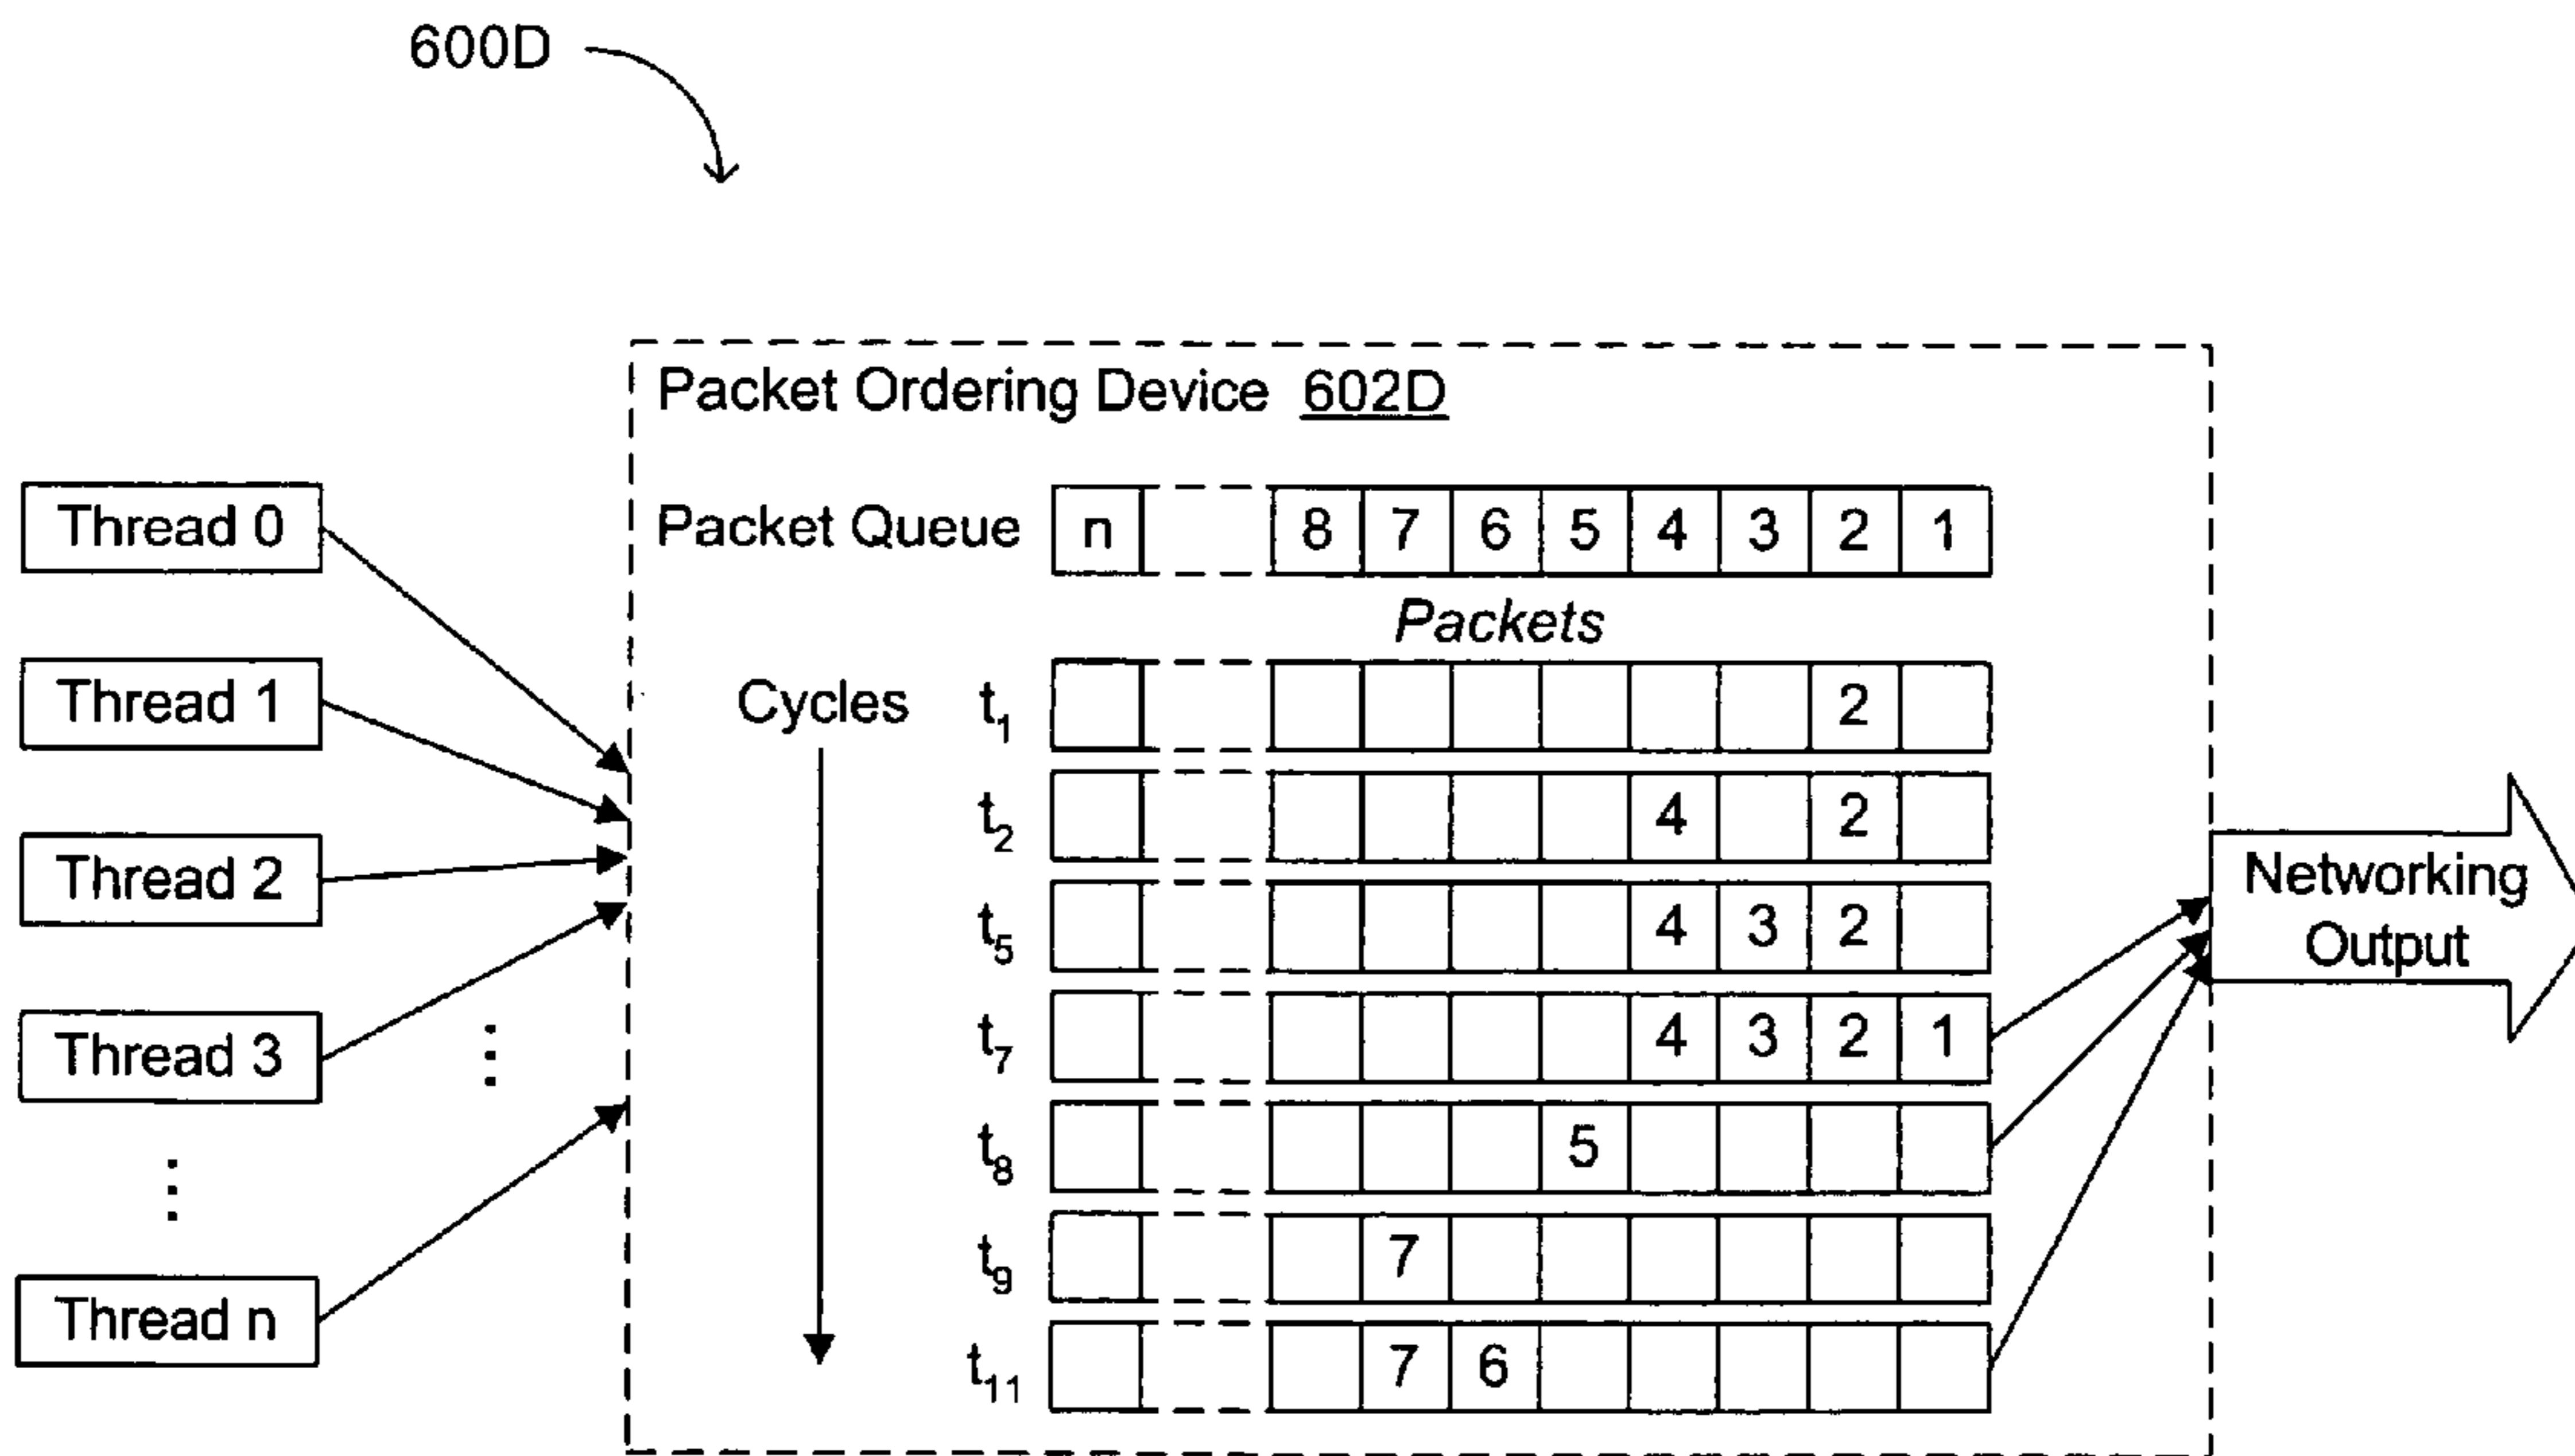 600D
Packet Ordering Device 602D
Packet Queue n 8 7 6 5 4 3 2 1
Packets
Cycles
t1 2
t2 4 2
t5 4 3 2
t7 4 3 2 1
t8 5
t9 7
t11 7 6
Thread 0
Thread 1
Thread 2
Thread 3
Thread n
Networking
Output